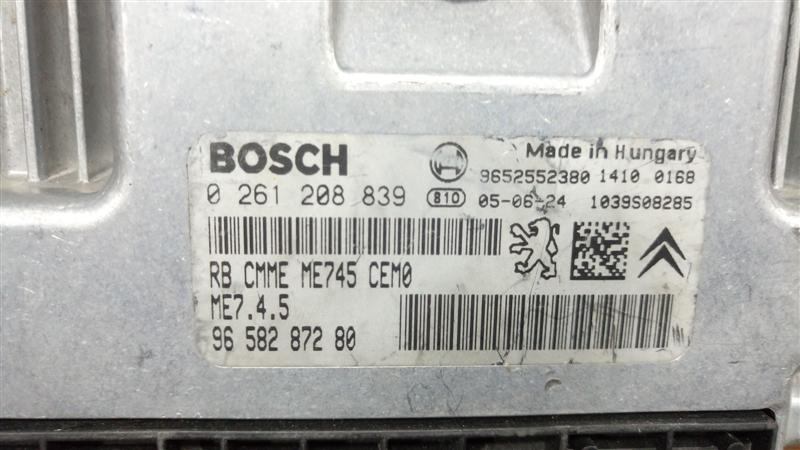 BOSCH
Made in Hungary
9652552380 1410 0168
0 261 208 839 810 05-06-24 1039S08285
RB CMME ME745 CEM0
ME7.4.5
96 582 872 80